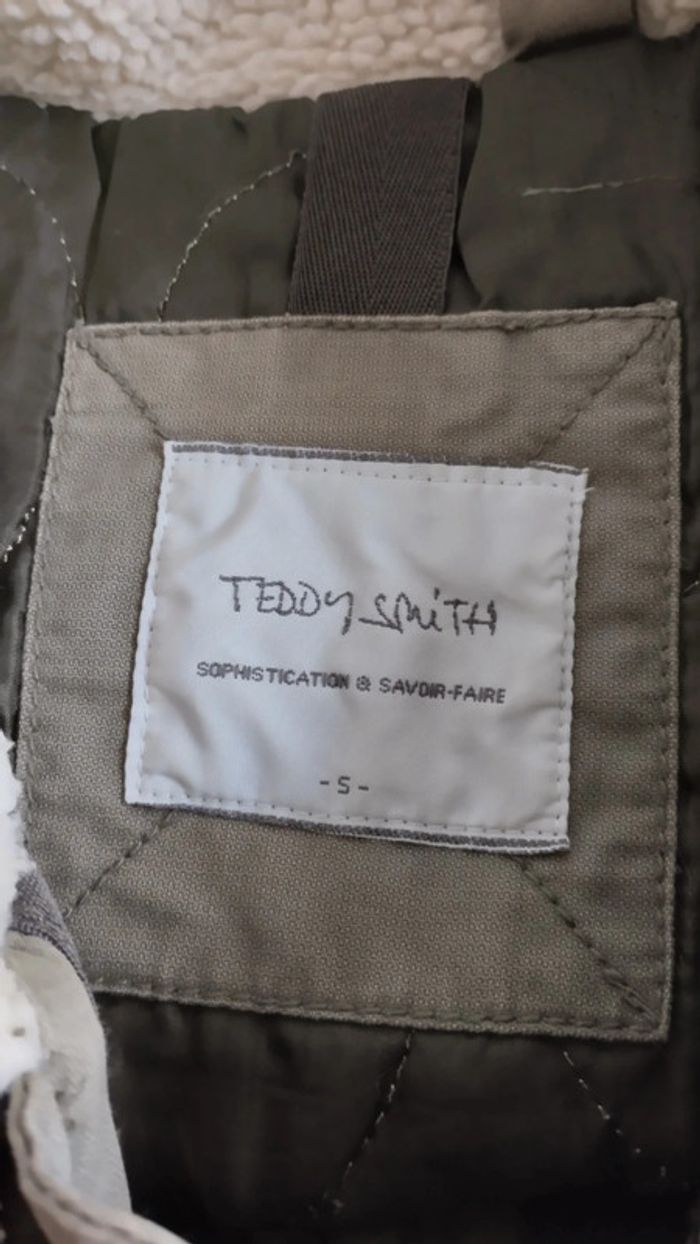 TEDDY SMiTH
SOPHISTICATION & SAVOIR-FAIRE
- S -